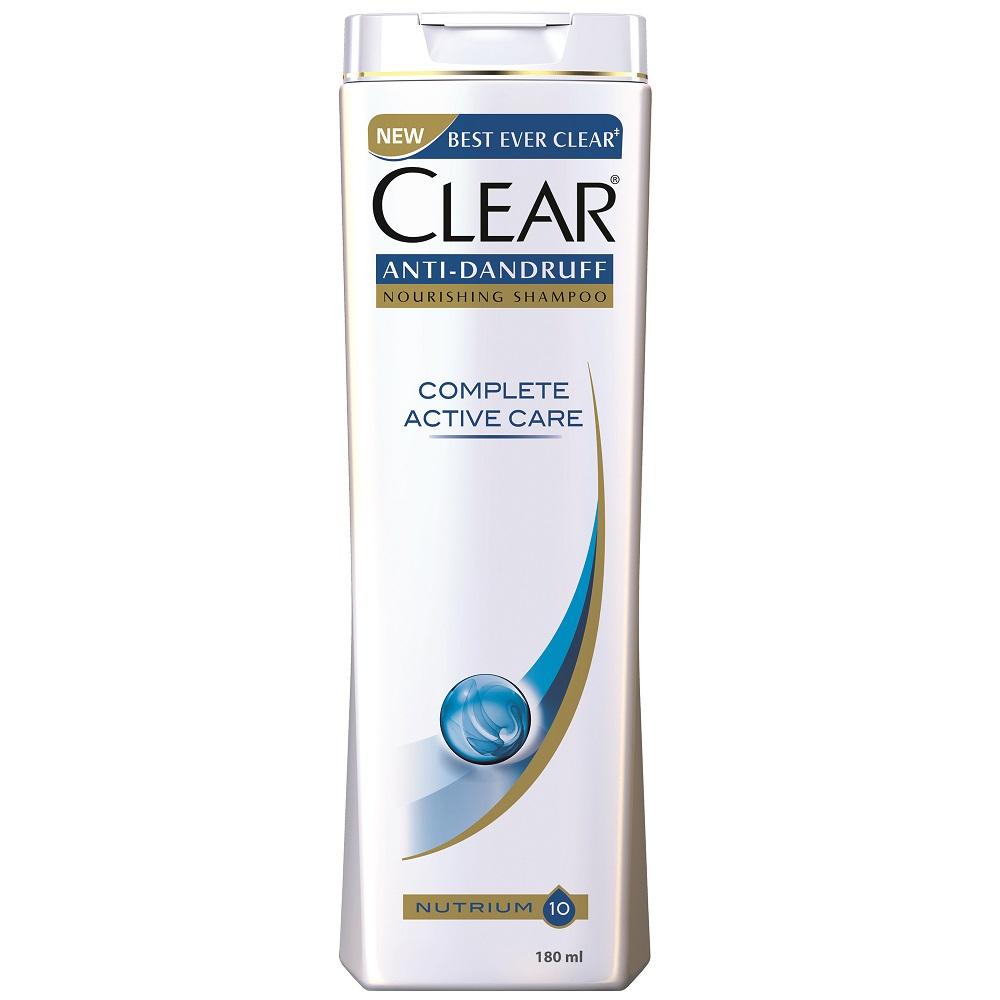 NEW BEST EVER CLEAR‡
CLEAR®
ANTI-DANDRUFF
NOURISHING SHAMPOO
COMPLETE
ACTIVE CARE
NUTRIUM 10
180 ml